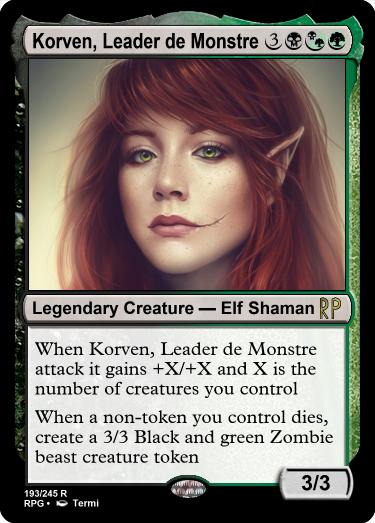 Korven, Leader de Monstre 3
Legendary Creature — Elf Shaman RP
When Korven, Leader de Monstre
attack it gains +X/+X and X is the
number of creatures you control
When a non-token you control dies,
create a 3/3 Black and green Zombie
beast creature token
3/3
193/245 R
RPG • Termi